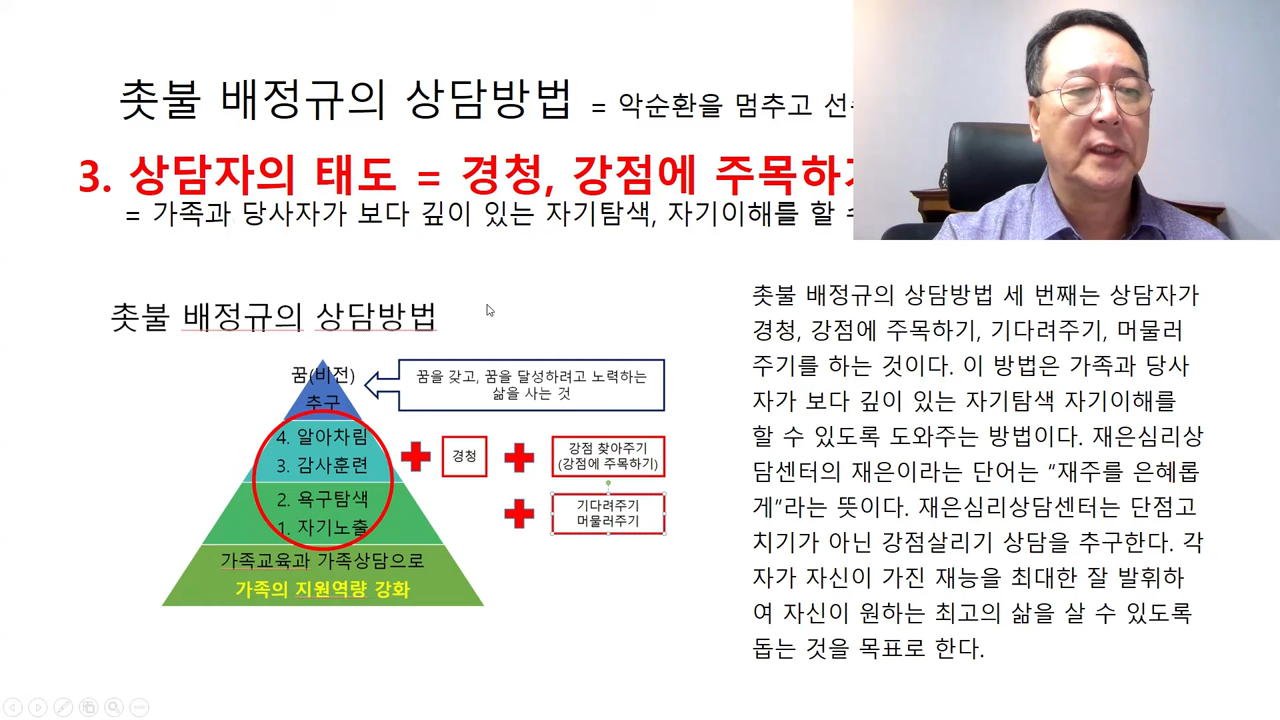 촛불 배정규의 상담방법 = 악순환을 멈추고
3. 상담자의 태도 = 경청, 강점에 주목하기
= 가족과 당사자가 보다 깊이 있는 자기탐색, 자기이해를 할
촛불 배정규의 상담방법
꿈(비전)
추구
4. 알아차림
3. 감사훈련
2. 욕구탐색
1. 자기노출
가족교육과 가족상담으로
가족의 지원역량 강화
꿈을 갖고, 꿈을 달성하려고 노력하는
삶을 사는 것
경청
강점 찾아주기
(강점에 주목하기)
기다려주기
머물러주기
촛불 배정규의 상담방법 세 번째는 상담자가
경청, 강점에 주목하기, 기다려주기, 머물러
주기를 하는 것이다. 이 방법은 가족과 당사
자가 보다 깊이 있는 자기탐색 자기이해를
할 수 있도록 도와주는 방법이다. 재은심리상
담센터의 재은이라는 단어는 “재주를 은혜롭
게”라는 뜻이다. 재은심리상담센터는 단점고
치기가 아닌 강점살리기 상담을 추구한다. 각
자가 자신이 가진 재능을 최대한 잘 발휘하
여 자신이 원하는 최고의 삶을 살 수 있도록
돕는 것을 목표로 한다.